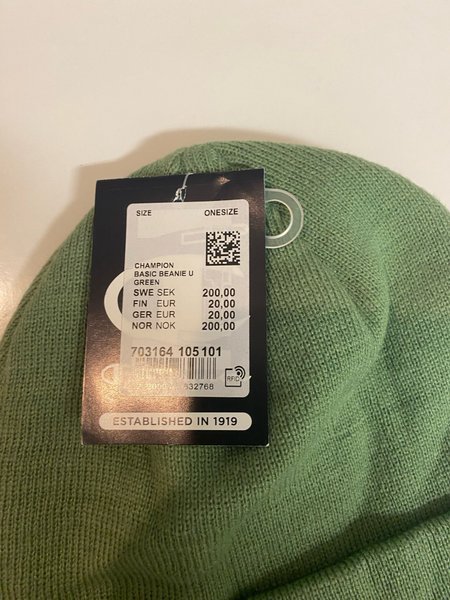 SIZE ONESIZE
CHAMPION
BASIC BEANIE U
GREEN
SWE SEK 200,00
FIN EUR 20,00
GER EUR 20,00
NOR NOK 200,00
703164 105101
RFID
ESTABLISHED IN 1919